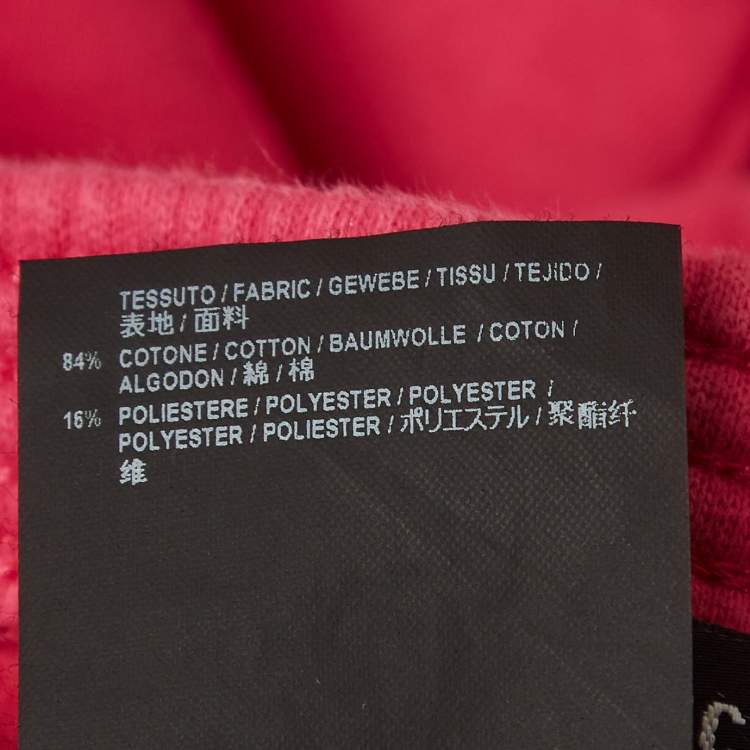 TESSUTO / FABRIC / GEWEBE / TISSU / TEJIDO /
表地 / 面料
84% COTONE / COTTON / BAUMWOLLE / COTON /
ALGODON / 綿 / 棉
16% POLIESTERE / POLYESTER / POLYESTER /
POLYESTER / POLIESTER / ポリエステル / 聚酯纤
维